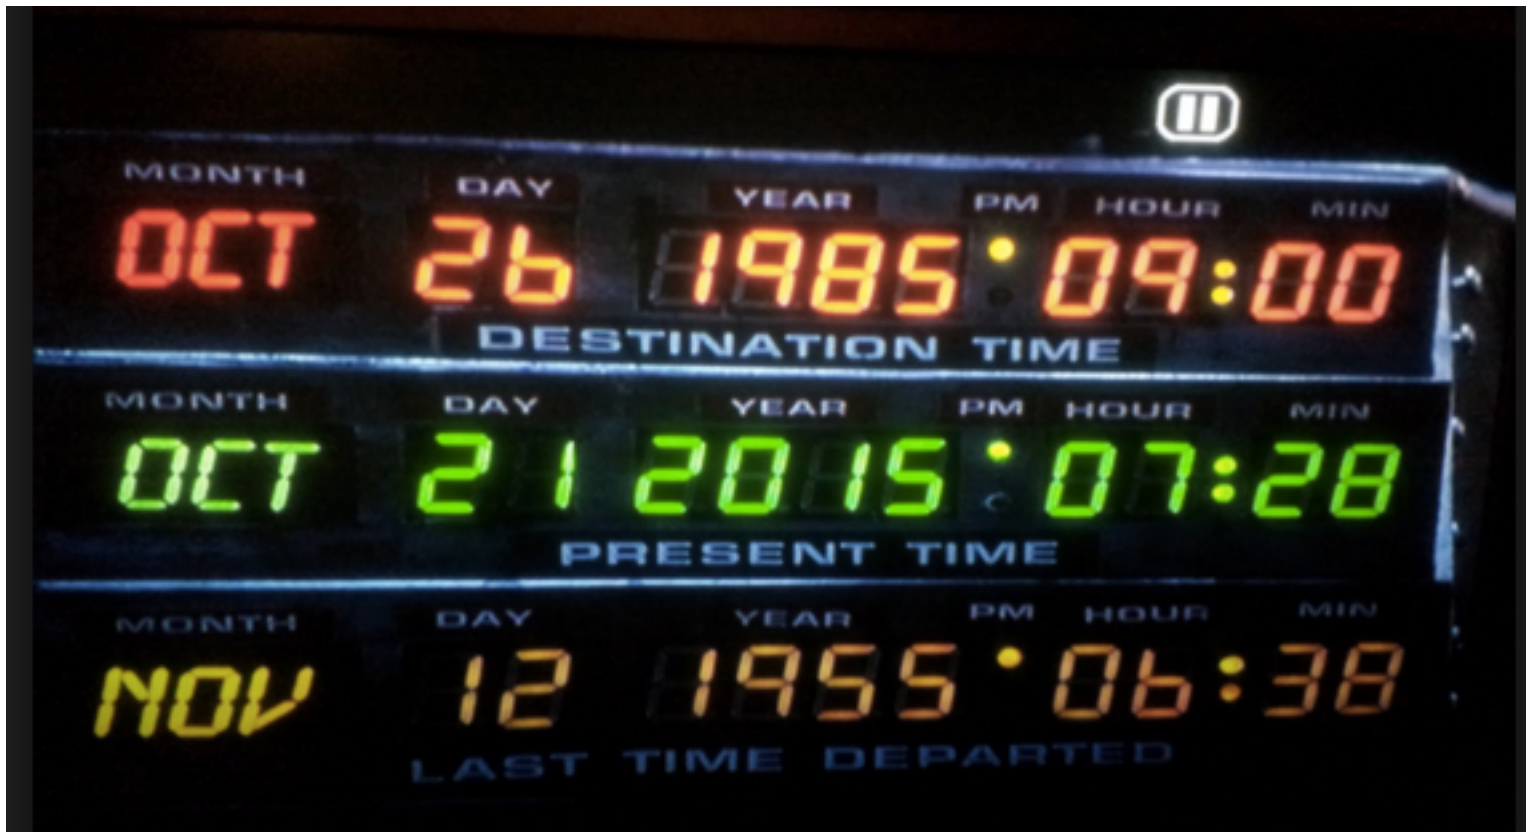 MONTH DAY YEAR PM HOUR MIN
OCT 26 1985 09:00
DESTINATION TIME
MONTH DAY YEAR PM HOUR MIN
OCT 21 2015 07:28
PRESENT TIME
MONTH DAY YEAR PM HOUR MIN
NOV 12 1955 06:38
LAST TIME DEPARTED